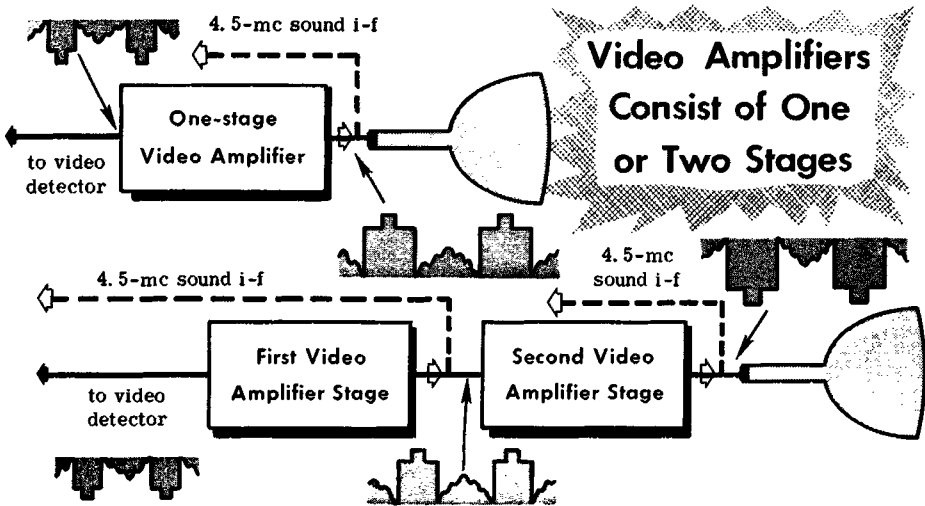 4.5-mc sound i-f
Video Amplifiers
Consist of One
or Two Stages
One-stage
Video Amplifier
to video
detector
4.5-mc sound i-f
4.5-mc
sound i-f
First Video
Amplifier Stage
Second Video
Amplifier Stage
to video
detector